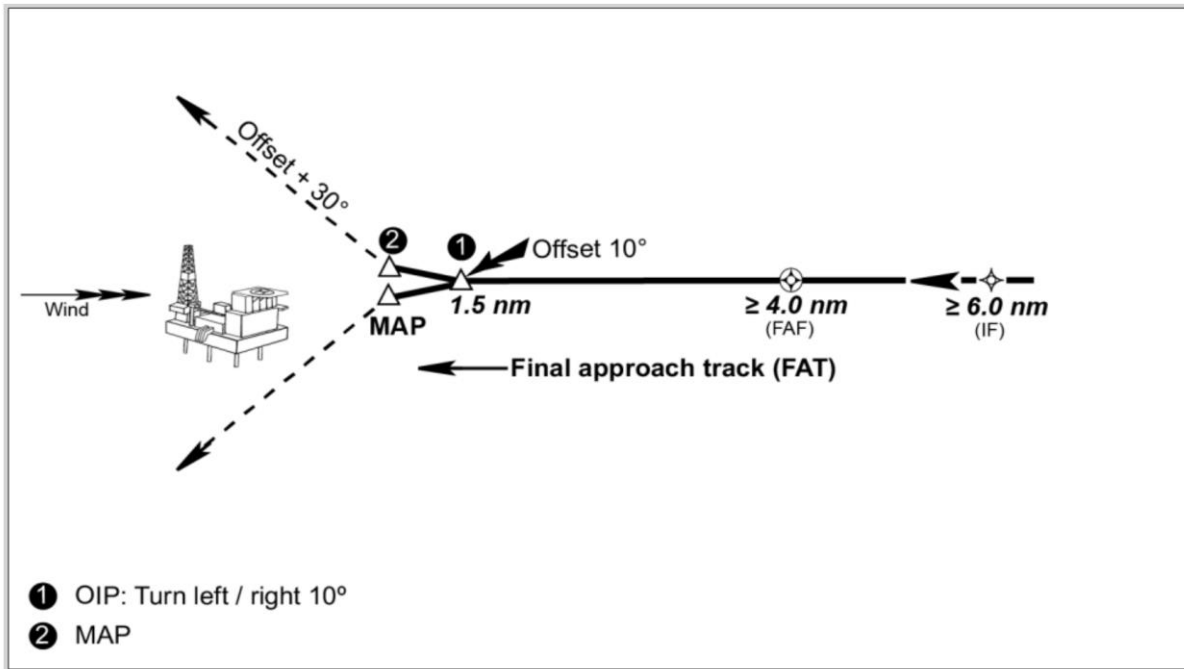 Offset + 30°
2
1
Offset 10°
Wind
MAP
1.5 nm
≥ 4.0 nm
(FAF)
≥ 6.0 nm
(IF)
Final approach track (FAT)
1 OIP: Turn left / right 10º
2 MAP